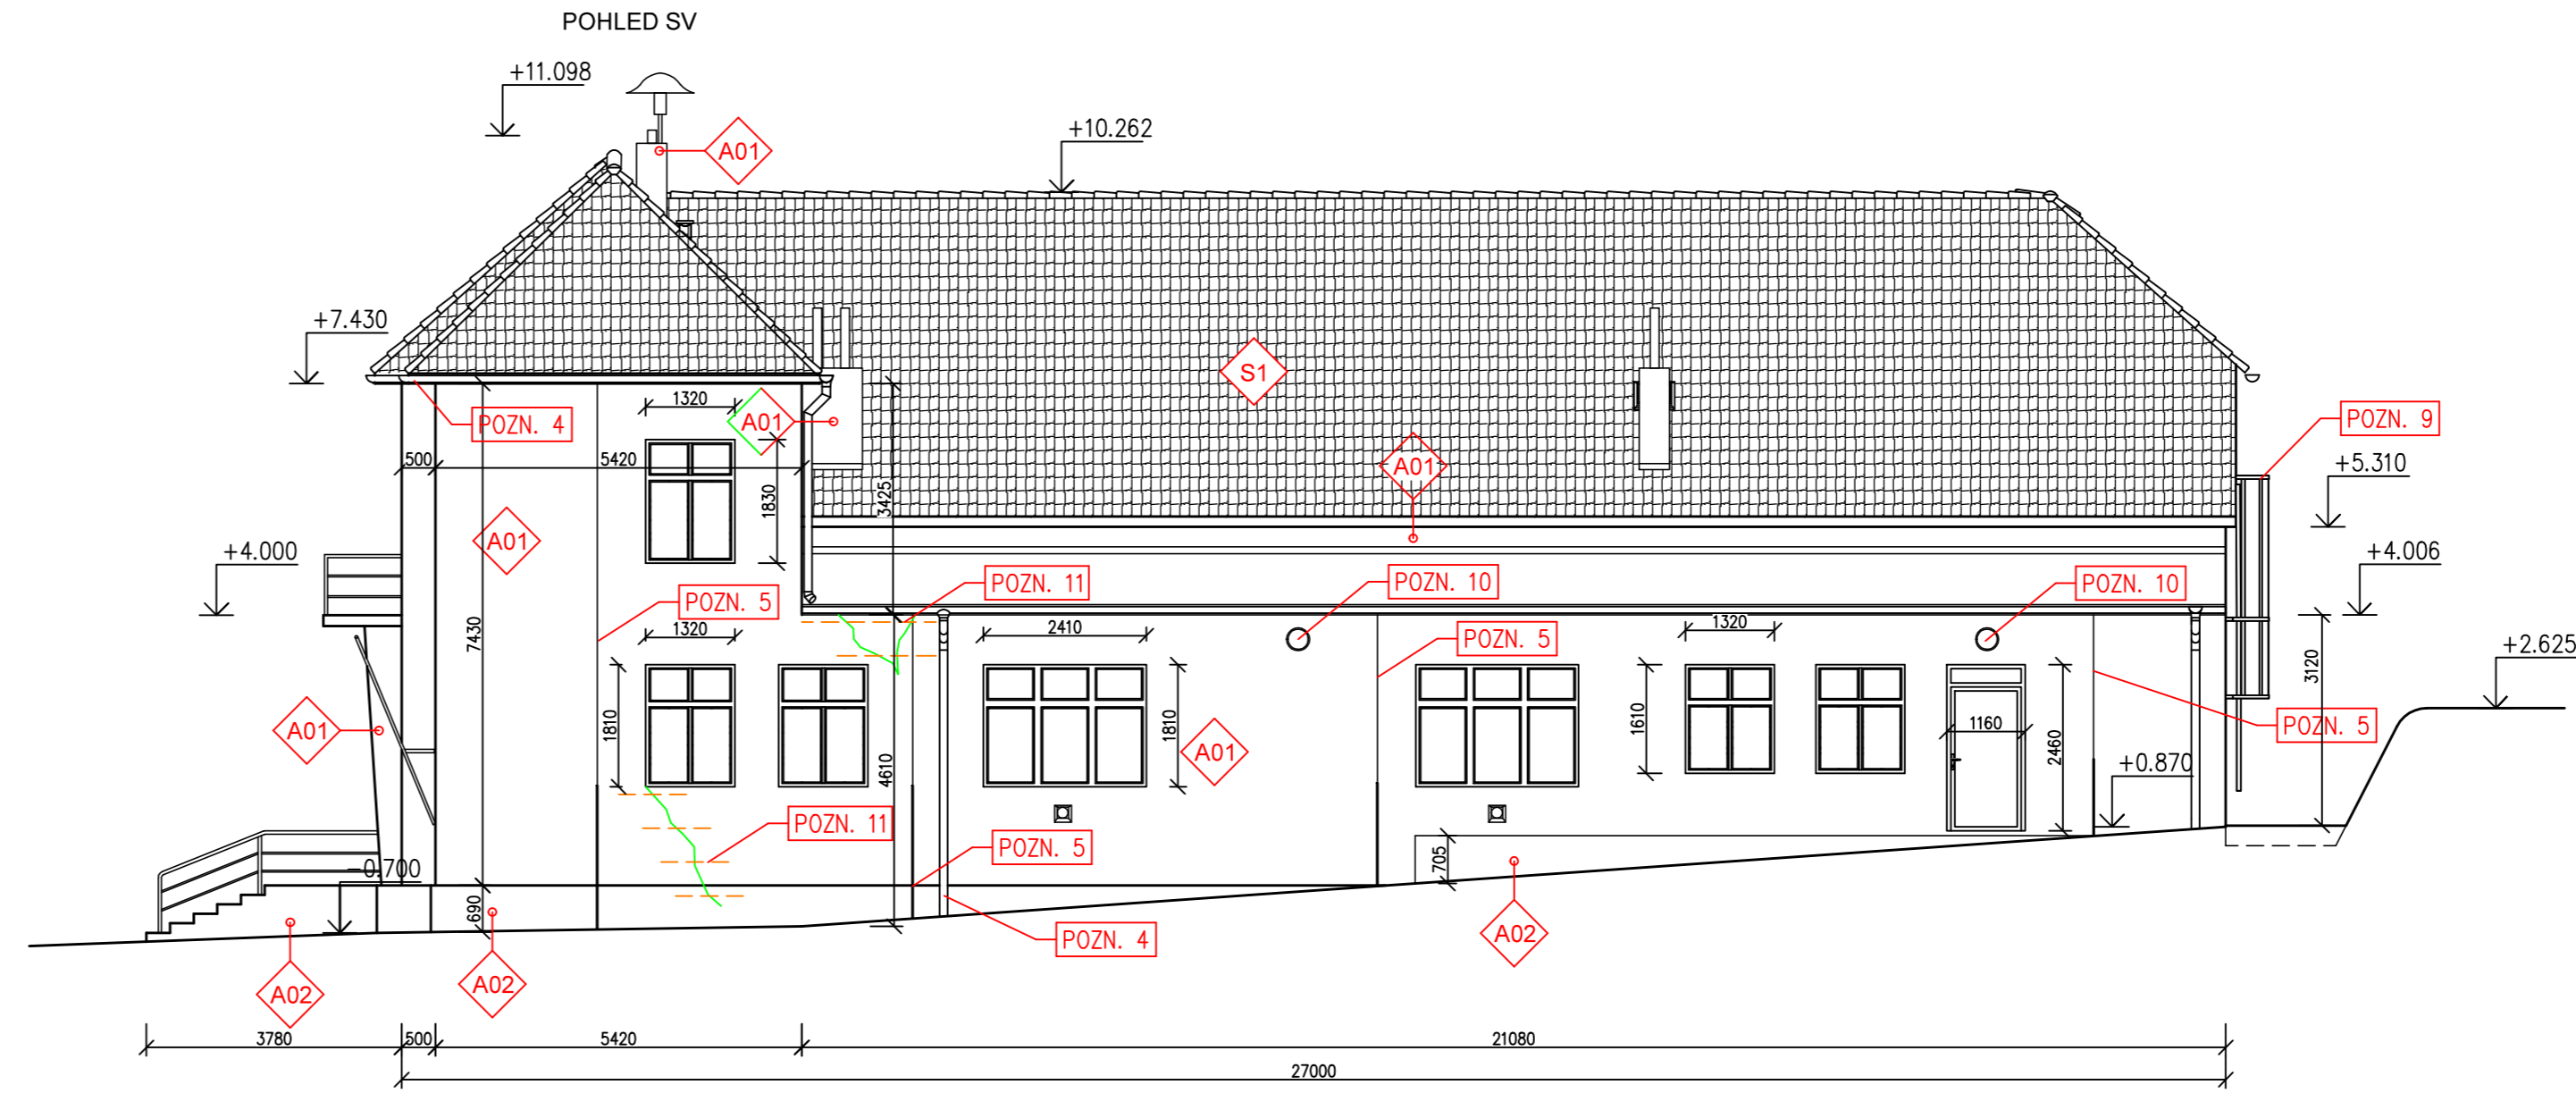 POHLED SV
+11.098
A01
+10.262
+7.430
S1
1320
A01
POZN. 4
POZN. 9
500
5420
A01
+5.310
1830
3425
A01
+4.000
+4.006
POZN. 11
POZN. 10
POZN. 10
POZN. 5
1320
2410
POZN. 5
1320
7430
+2.625
3120
A01
1810
1810
A01
1610
1160
2460
POZN. 5
4610
+0.870
POZN. 11
POZN. 5
705
-0.700
690
POZN. 4
A02
A02
A02
3780
500
5420
21080
27000